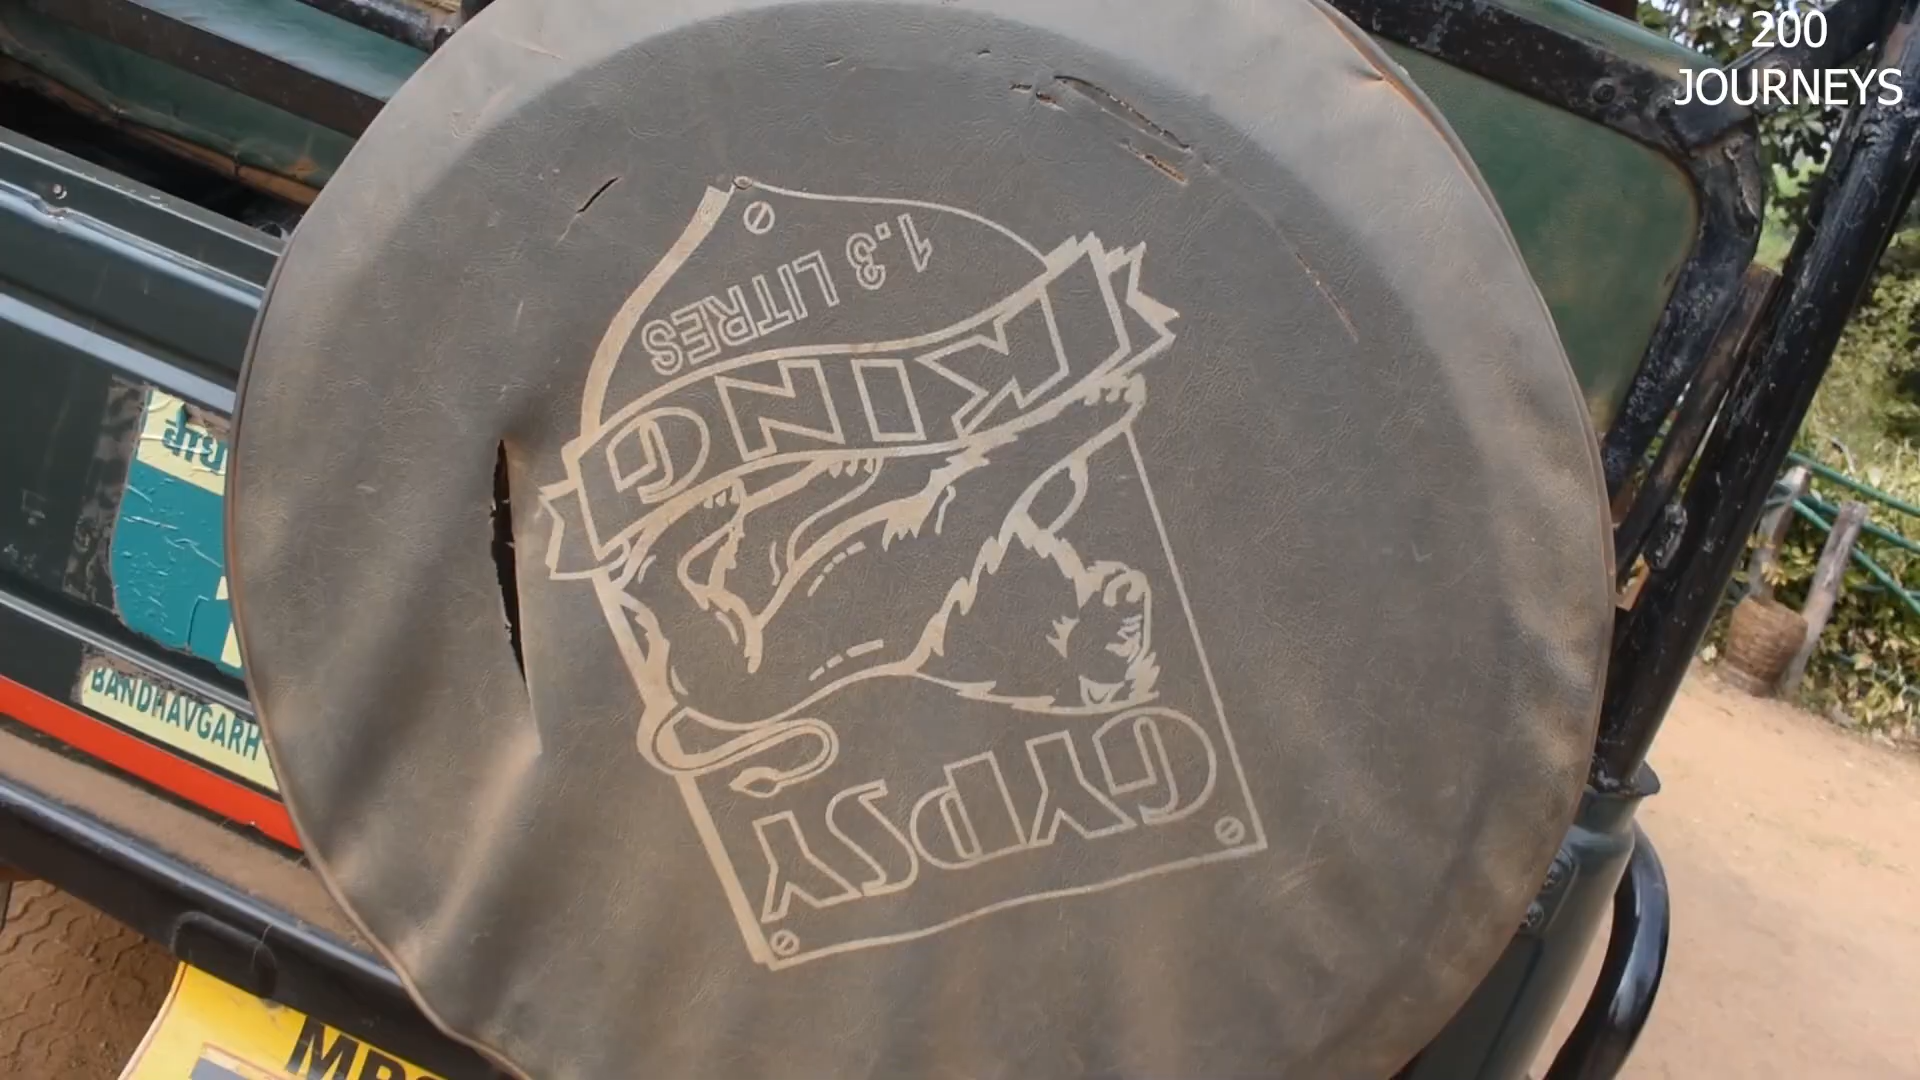 200
JOURNEYS
GYPSY
KING
1.3 LITRES
BANDHAVGARH